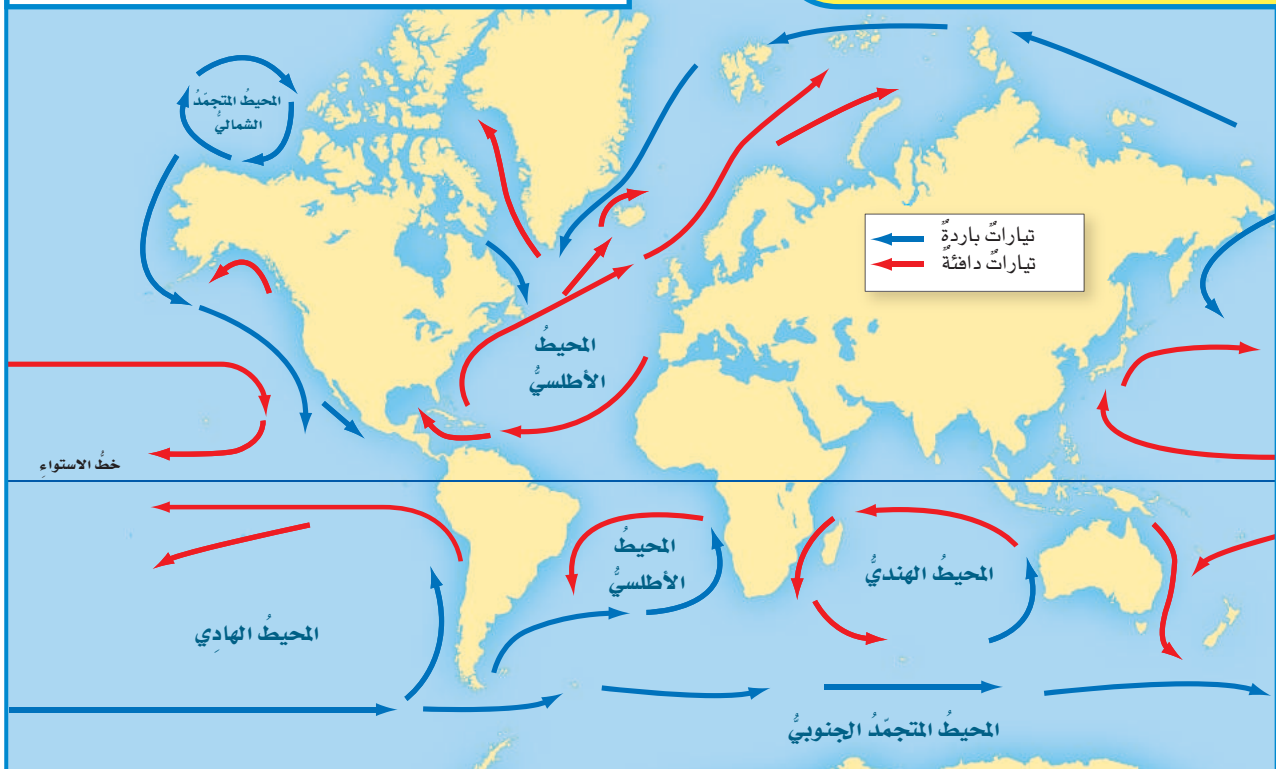 المحيطُ المتجمّدُ
الشماليُّ
تياراتٌ باردةٌ
تياراتٌ دافئةٌ
المحيطُ
الأطلسيُّ
خطُّ الاستواءِ
المحيطُ
الأطلسيُّ
المحيطُ الهنديُّ
المحيطُ الهادِي
المحيطُ المتجمّدُ الجنوبيُّ